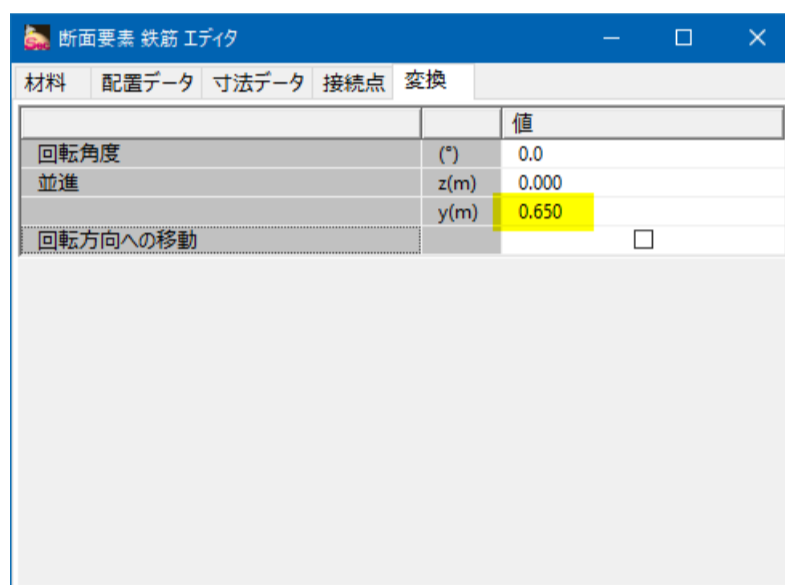 断面要素 鉄筋 エディタ
材料 配置データ 寸法データ 接続点 変換
値
回転角度 (°) 0.0
並進 z(m) 0.000
y(m) 0.650
回転方向への移動